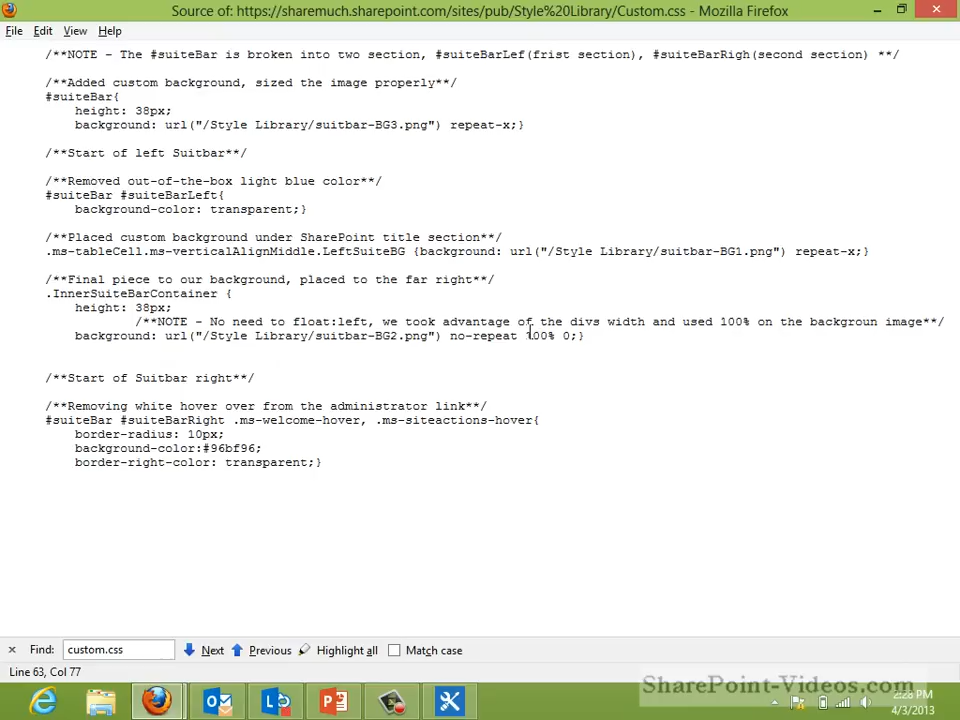 Source of: https://sharemuch.sharepoint.com/sites/pub/Style%20Library/Custom.css - Mozilla Firefox
File Edit View Help
/**NOTE - The #suiteBar is broken into two section, #suiteBarLef(frist section), #suiteBarRigh(second section) **/
/**Added custom background, sized the image properly**/
#suiteBar{
height: 38px;
background: url("/Style Library/suitbar-BG3.png") repeat-x;}
/**Start of left Suitbar**/
/**Removed out-of-the-box light blue color**/
#suiteBar #suiteBarLeft{
background-color: transparent;}
/**Placed custom background under SharePoint title section**/
.ms-tableCell.ms-verticalAlignMiddle.LeftSuiteBG {background: url("/Style Library/suitbar-BG1.png") repeat-x;}
/**Final piece to our background, placed to the far right**/
.InnerSuiteBarContainer {
height: 38px;
/**NOTE - No need to float:left, we took advantage of the divs width and used 100% on the backgroun image**/
background: url("/Style Library/suitbar-BG2.png") no-repeat 100% 0;}
/**Start of Suitbar right**/
/**Removing white hover over from the administrator link**/
#suiteBar #suiteBarRight .ms-welcome-hover, .ms-siteactions-hover{
border-radius: 10px;
background-color:#96bf96;
border-right-color: transparent;}
× Find: custom.css Next Previous Highlight all Match case
Line 63, Col 77
SharePoint-Videos.com
2:28 PM
4/3/2013